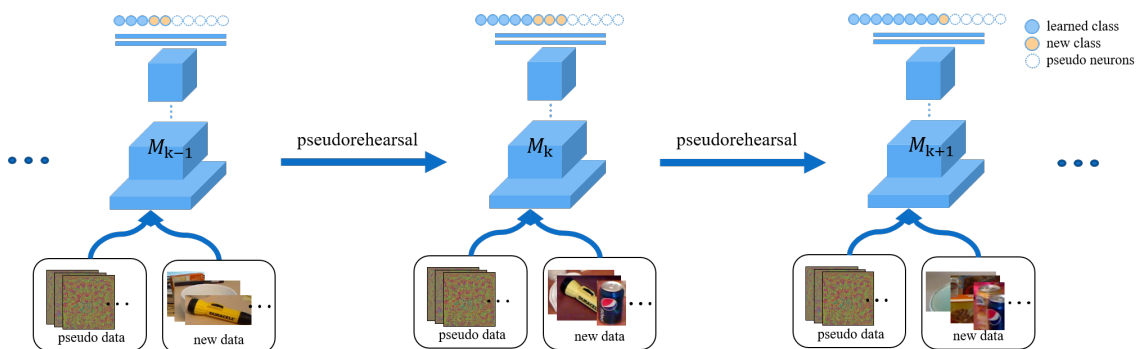 learned class
new class
pseudo neurons
M_{k−1}
pseudorehearsal
M_k
pseudorehearsal
M_{k+1}
DURACELL
pseudo data
new data
pseudo data
new data
pseudo data
new data